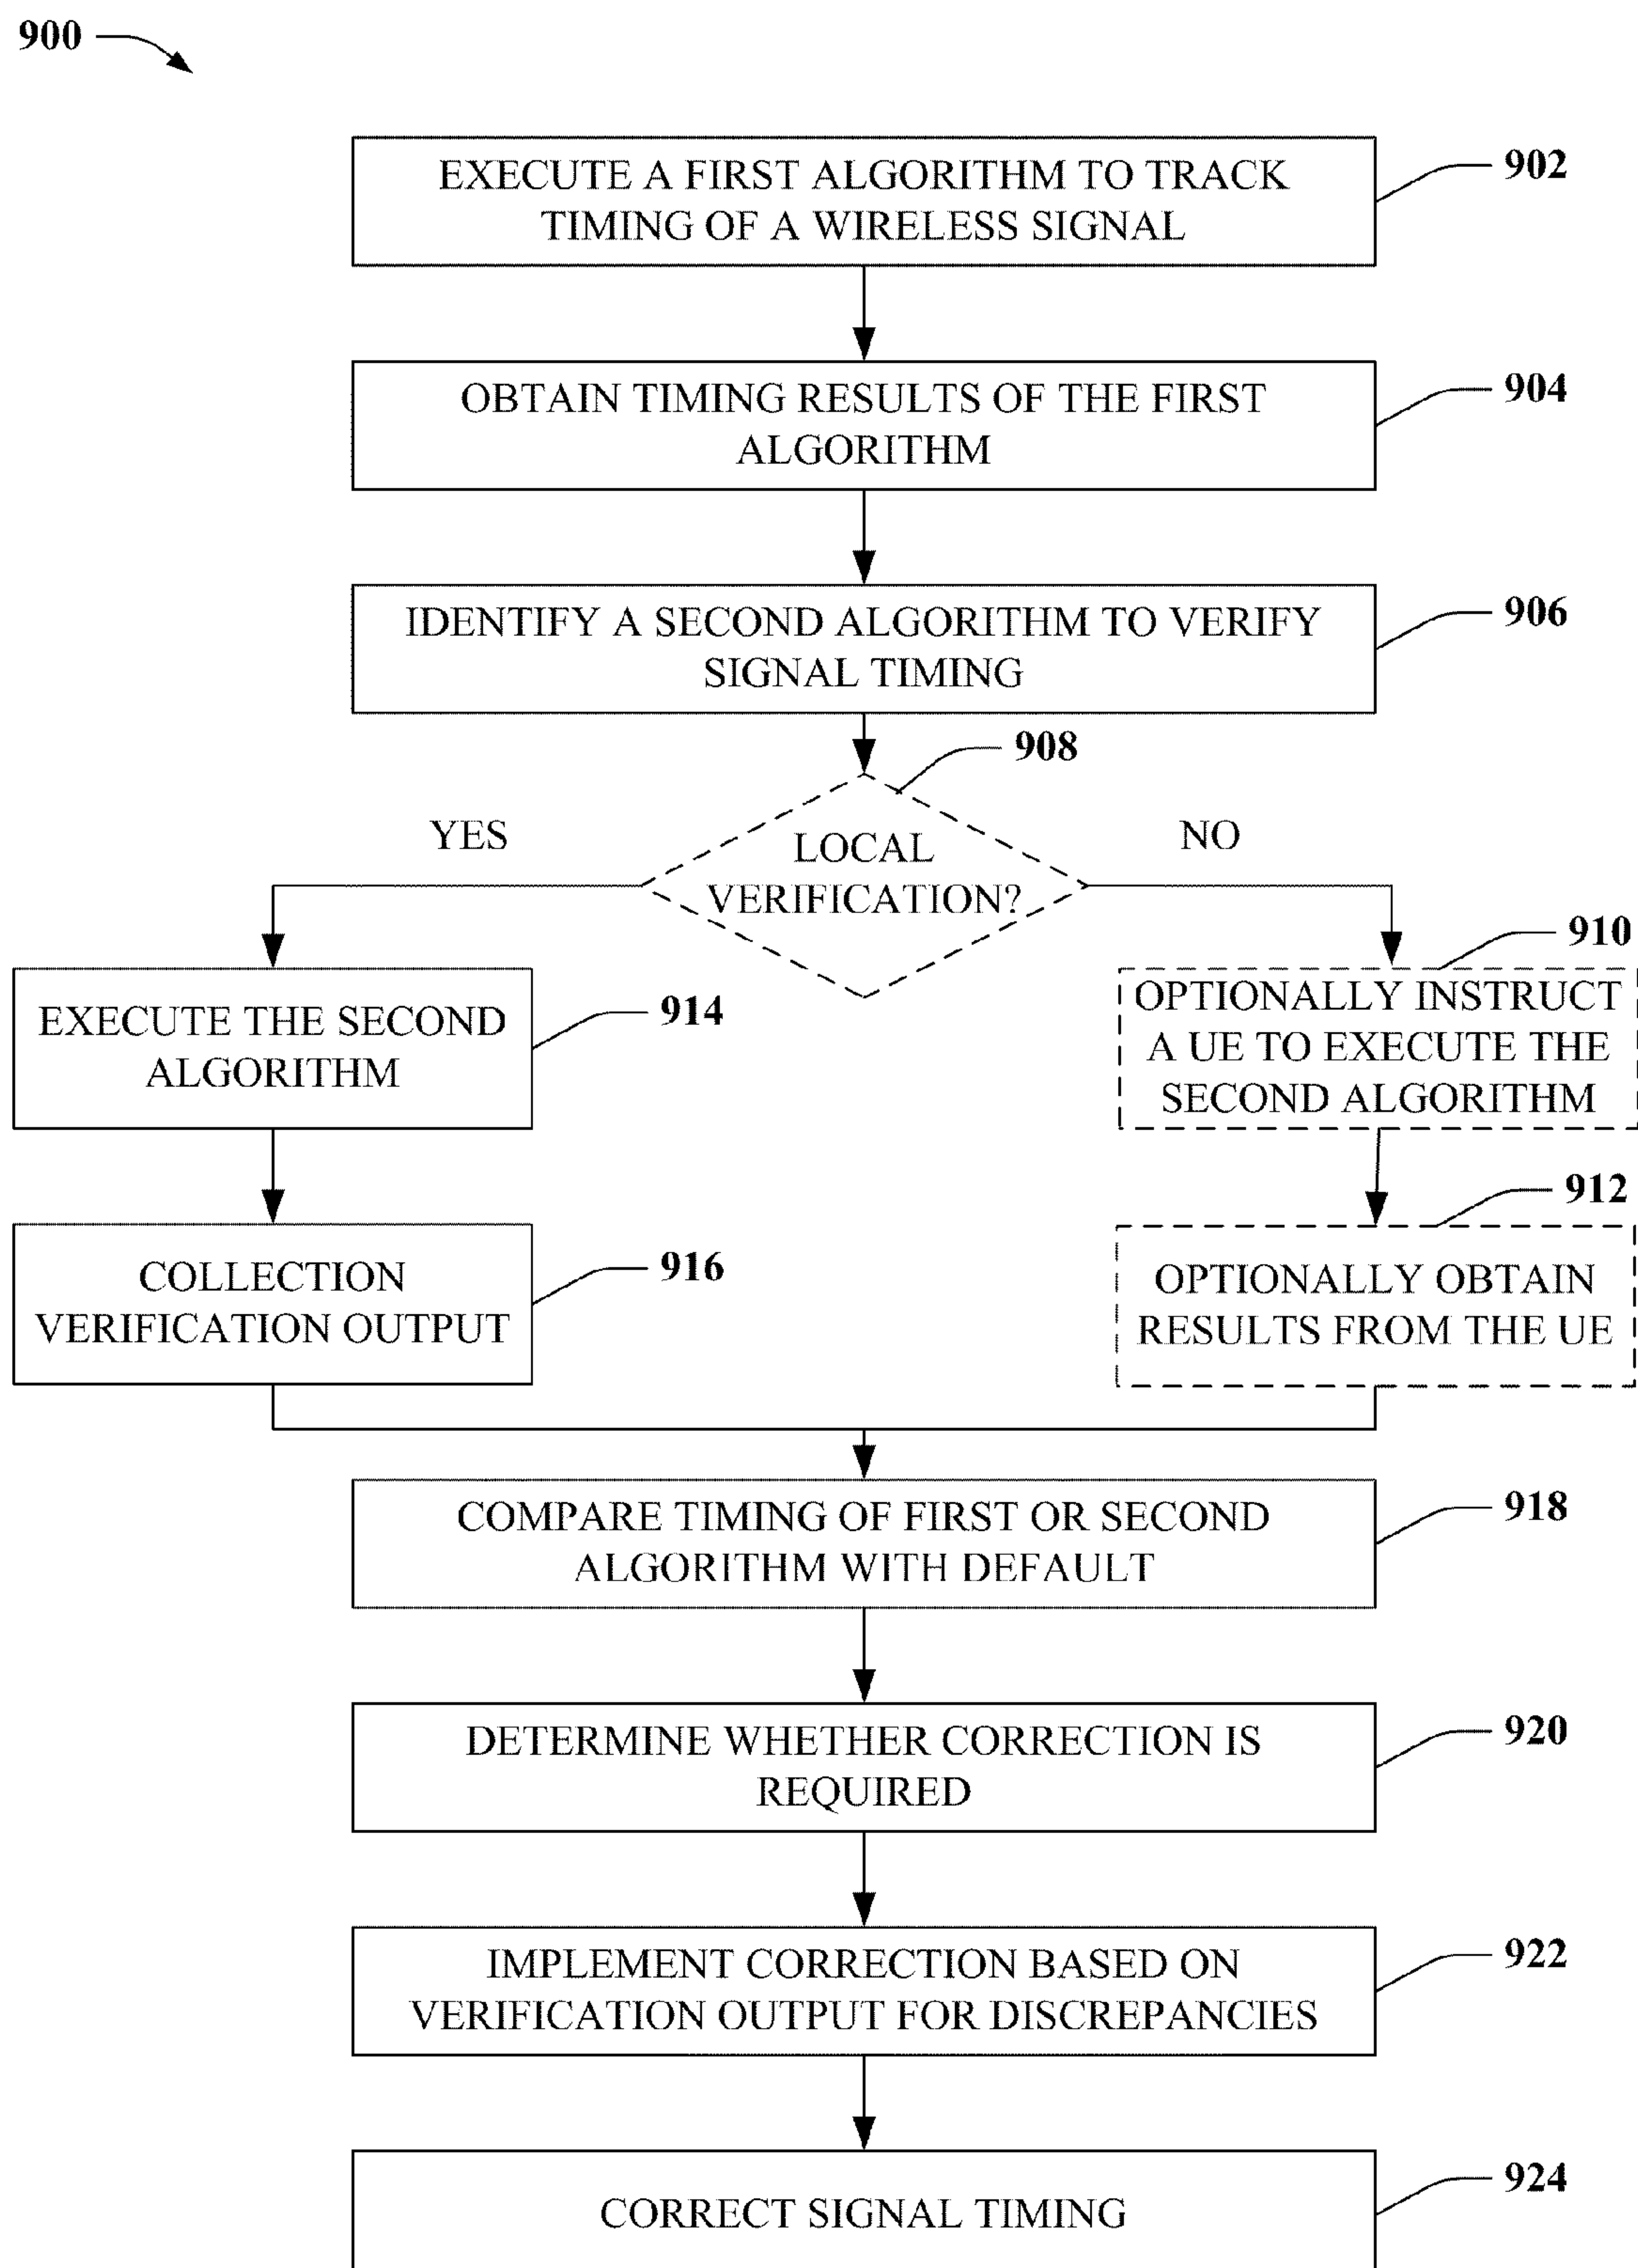 900
EXECUTE A FIRST ALGORITHM TO TRACK
TIMING OF A WIRELESS SIGNAL
902
OBTAIN TIMING RESULTS OF THE FIRST
ALGORITHM
904
IDENTIFY A SECOND ALGORITHM TO VERIFY
SIGNAL TIMING
906
908
LOCAL
VERIFICATION?
YES
NO
EXECUTE THE SECOND
ALGORITHM
914
910
OPTIONALLY INSTRUCT
A UE TO EXECUTE THE
SECOND ALGORITHM
COLLECTION
VERIFICATION OUTPUT
916
912
OPTIONALLY OBTAIN
RESULTS FROM THE UE
COMPARE TIMING OF FIRST OR SECOND
ALGORITHM WITH DEFAULT
918
DETERMINE WHETHER CORRECTION IS
REQUIRED
920
IMPLEMENT CORRECTION BASED ON
VERIFICATION OUTPUT FOR DISCREPANCIES
922
CORRECT SIGNAL TIMING
924